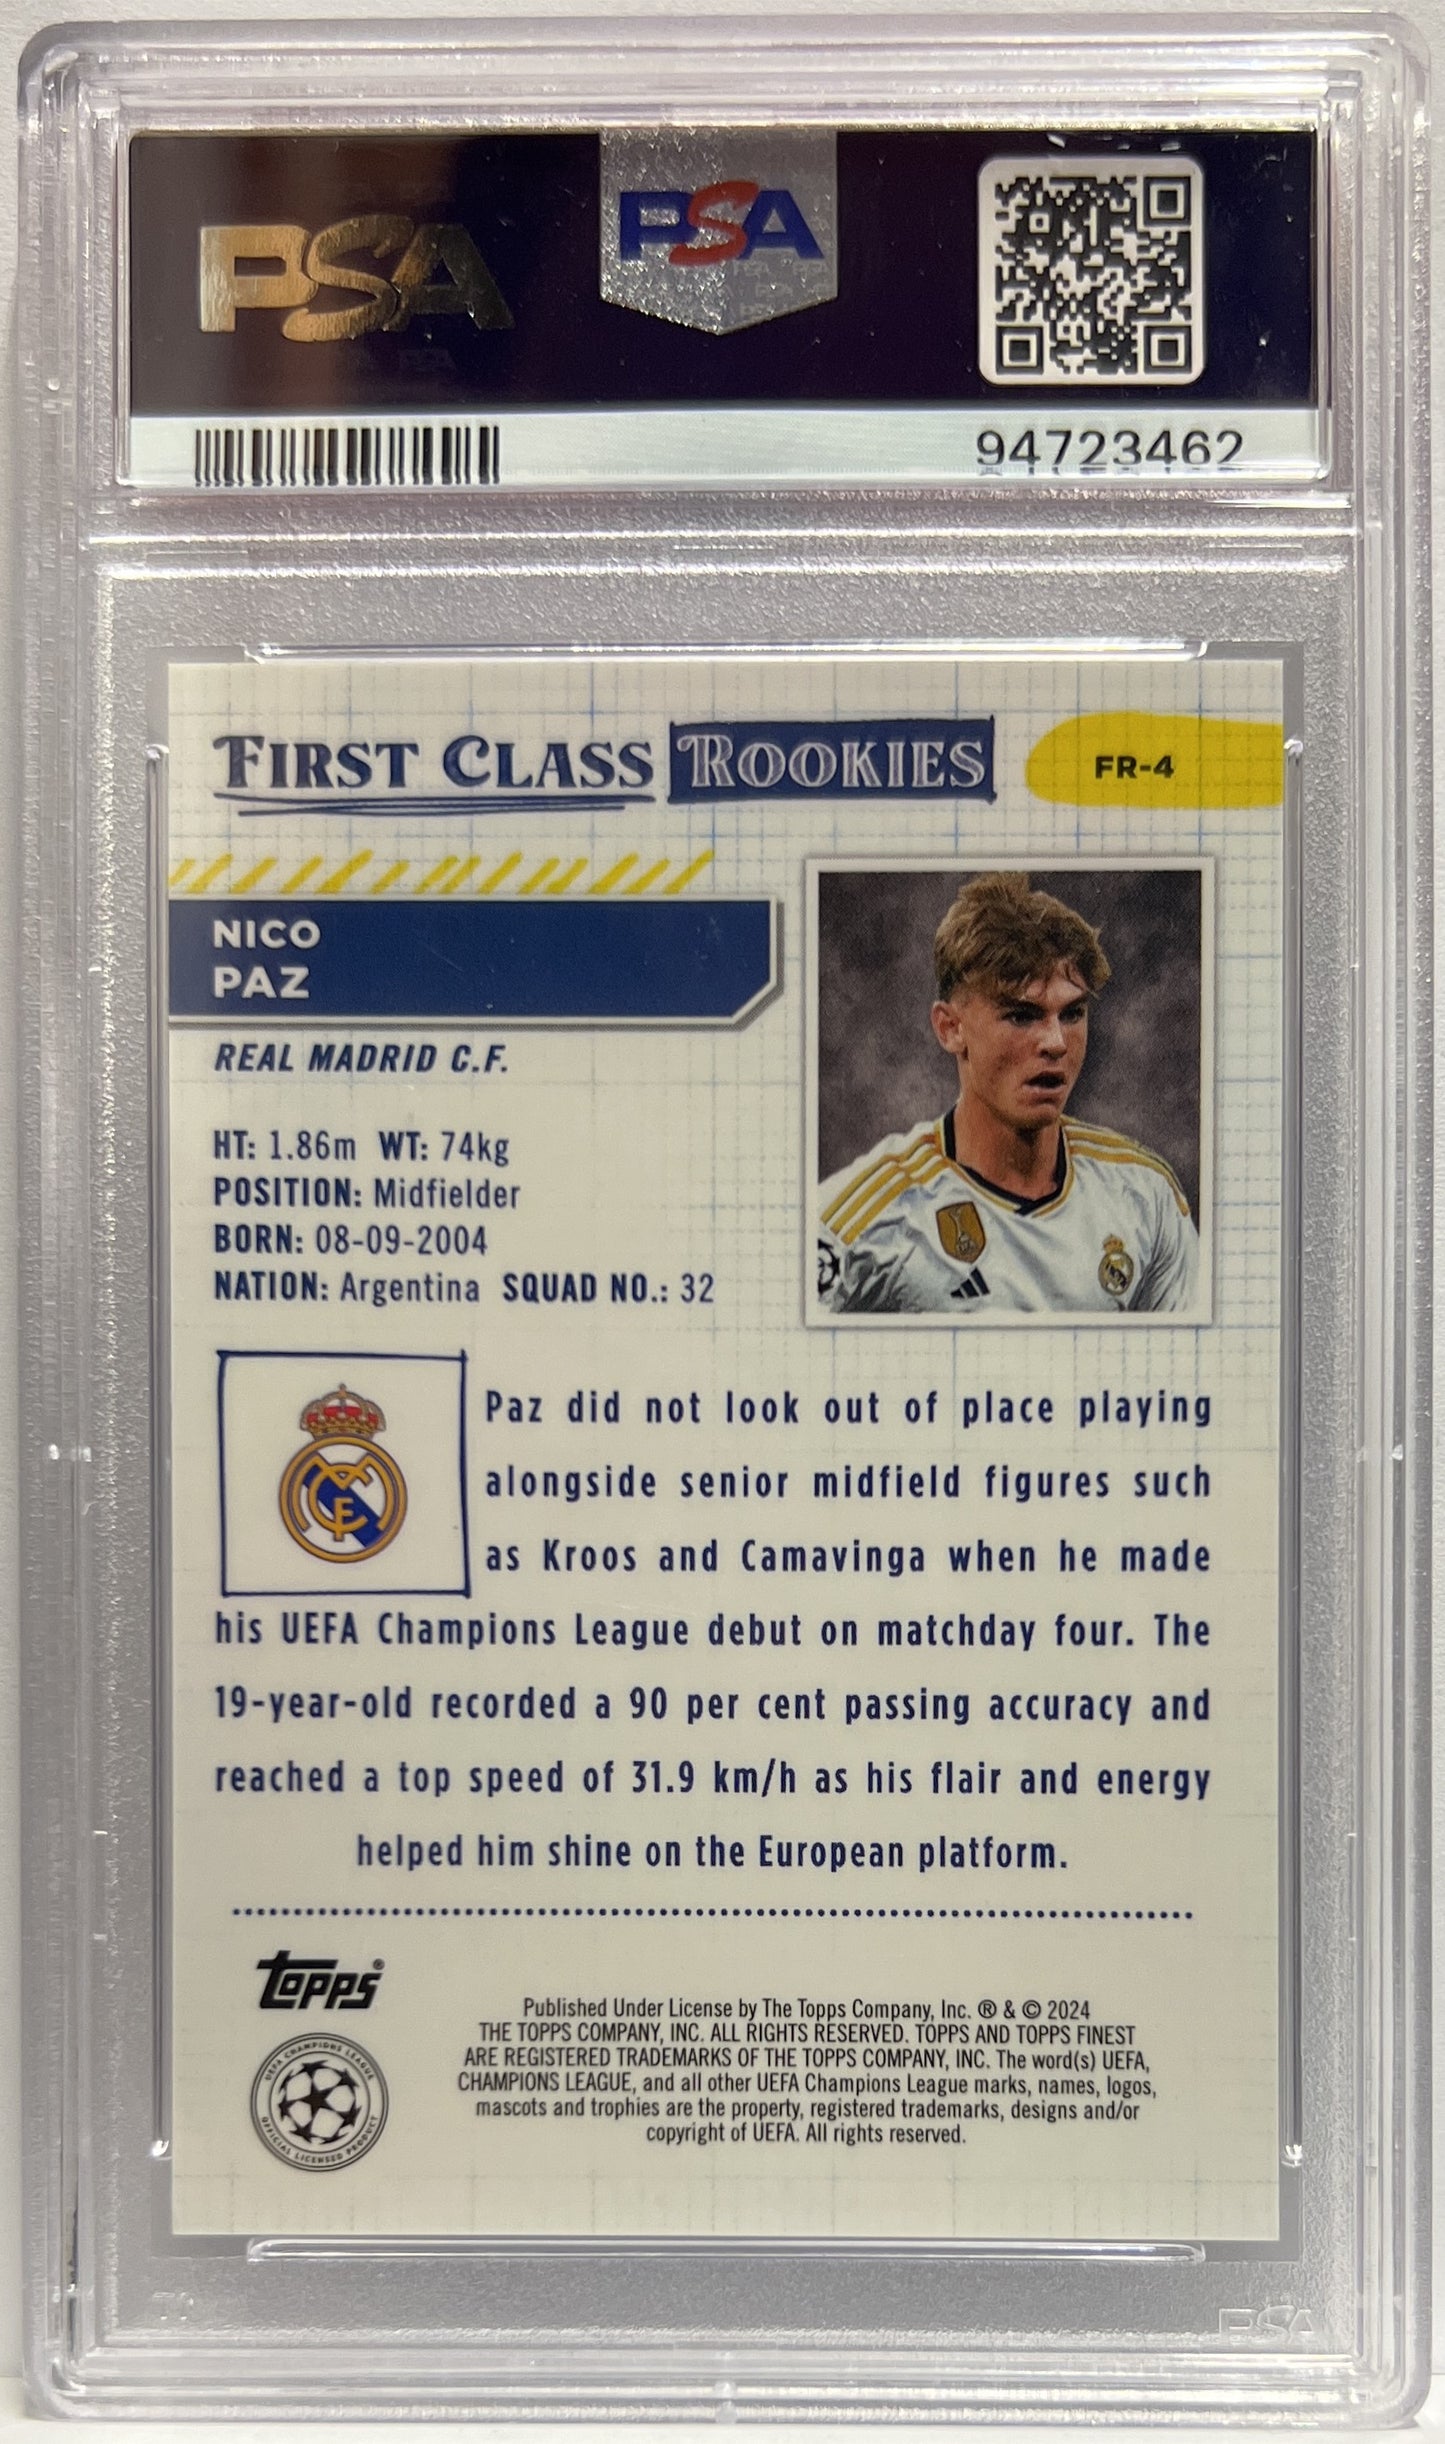 PSA
PSA
94723462
FIRST CLASS ROOKIES
FR-4
NICO
PAZ
REAL MADRID C.F.
HT: 1.86m WT: 74kg
POSITION: Midfielder
BORN: 08-09-2004
NATION: Argentina SQUAD NO.: 32
Paz did not look out of place playing
alongside senior midfield figures such
as Kroos and Camavinga when he made
his UEFA Champions League debut on matchday four. The
19-year-old recorded a 90 per cent passing accuracy and
reached a top speed of 31.9 km/h as his flair and energy
helped him shine on the European platform.
topps®
UEFA CHAMPIONS LEAGUE
OFFICIAL LICENSED PRODUCT
Published Under License by The Topps Company, Inc. ® & © 2024
THE TOPPS COMPANY, INC. ALL RIGHTS RESERVED. TOPPS AND TOPPS FINEST
ARE REGISTERED TRADEMARKS OF THE TOPPS COMPANY, INC. The word(s) UEFA,
CHAMPIONS LEAGUE, and all other UEFA Champions League marks, names, logos,
mascots and trophies are the property, registered trademarks, designs and/or
copyright of UEFA. All rights reserved.
PSA